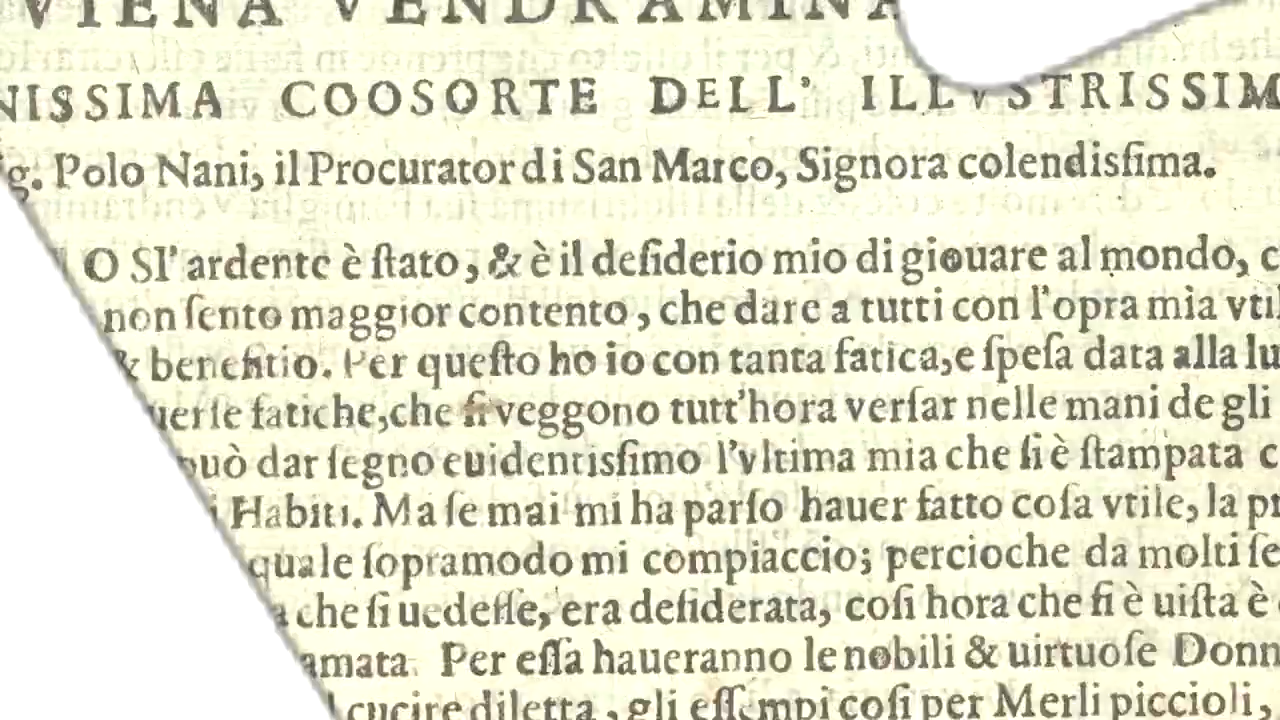 VIENA VENDRAMINA
NISSIMA COOSORTE DELL' ILLVSTRISSIM
g. Polo Nani, il Procurator di San Marco, Signora colendisſima.
O SI' ardente è ſtato, & è il deſiderio mio di giouare al mondo, c
non ſento maggior contento, che dare a tutti con l'opra mia vtil
& benefitio. Per queſto ho io con tanta fatica, e ſpeſa data alla lu
uerſe fatiche, che ſi veggono tutt'hora verſar nelle mani de gli
può dar ſegno euidentisſimo l'vltima mia che ſi è ſtampata c
i Habiti. Ma ſe mai mi ha parſo hauer fatto coſa vtile, la pr
quale ſopramodo mi compiaccio; percioche da molti ſe
a che ſi uedeſſe, era deſiderata, coſi hora che ſi è uiſta è
amata. Per eſſa haueranno le nobili & uirtuoſe Donn
l cucire diletta, gli eſſempi coſi per Merli piccioli,